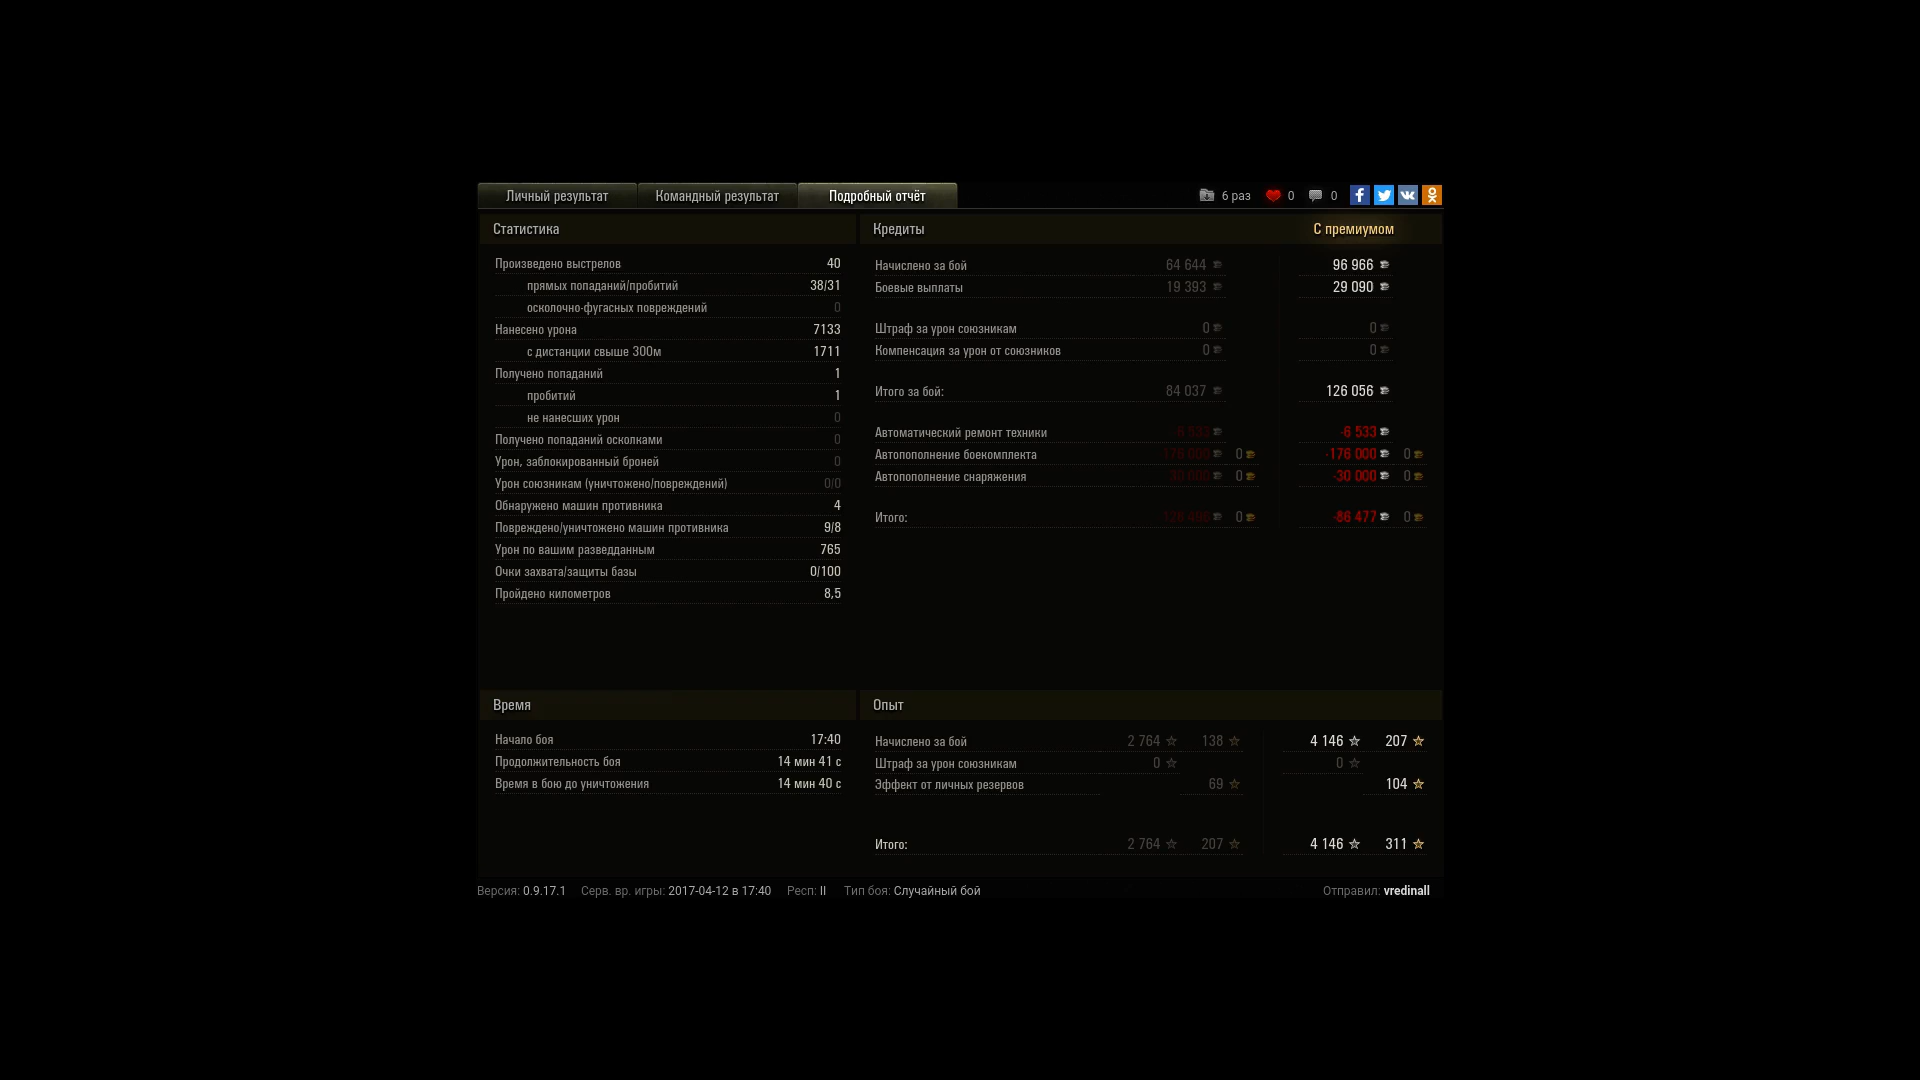 Личный результат Командный результат Подробный отчёт 6 раз 0 0
Статистика
Произведено выстрелов 40
прямых попаданий/пробитий 38/31
осколочно-фугасных повреждений 0
Нанесено урона 7133
с дистанции свыше 300м 1711
Получено попаданий 1
пробитий 1
не нанесших урон 0
Получено попаданий осколками 0
Урон, заблокированный броней 0
Урон союзникам (уничтожено/повреждений) 0/0
Обнаружено машин противника 4
Повреждено/уничтожено машин противника 9/8
Урон по вашим разведданным 765
Очки захвата/защиты базы 0/100
Пройдено километров 8,5
Кредиты С премиумом
Начислено за бой 64 644 96 966
Боевые выплаты 19 393 29 090
Штраф за урон союзникам 0 0
Компенсация за урон от союзников 0 0
Итого за бой: 84 037 126 056
Автоматический ремонт техники -6 533 -6 533
Автопополнение боекомплекта -176 000 0 -176 000 0
Автопополнение снаряжения 0 -30 000 0
Итого: 0 -86 477 0
Время
Начало боя 17:40
Продолжительность боя 14 мин 41 с
Время в бою до уничтожения 14 мин 40 с
Опыт
Начислено за бой 2 764 138 4 146 207
Штраф за урон союзникам 0 0
Эффект от личных резервов 69 104
Итого: 2 764 207 4 146 311
Версия: 0.9.17.1 Серв. вр. игры: 2017-04-12 в 17:40 Респ: II Тип боя: Случайный бой Отправил: vredinall